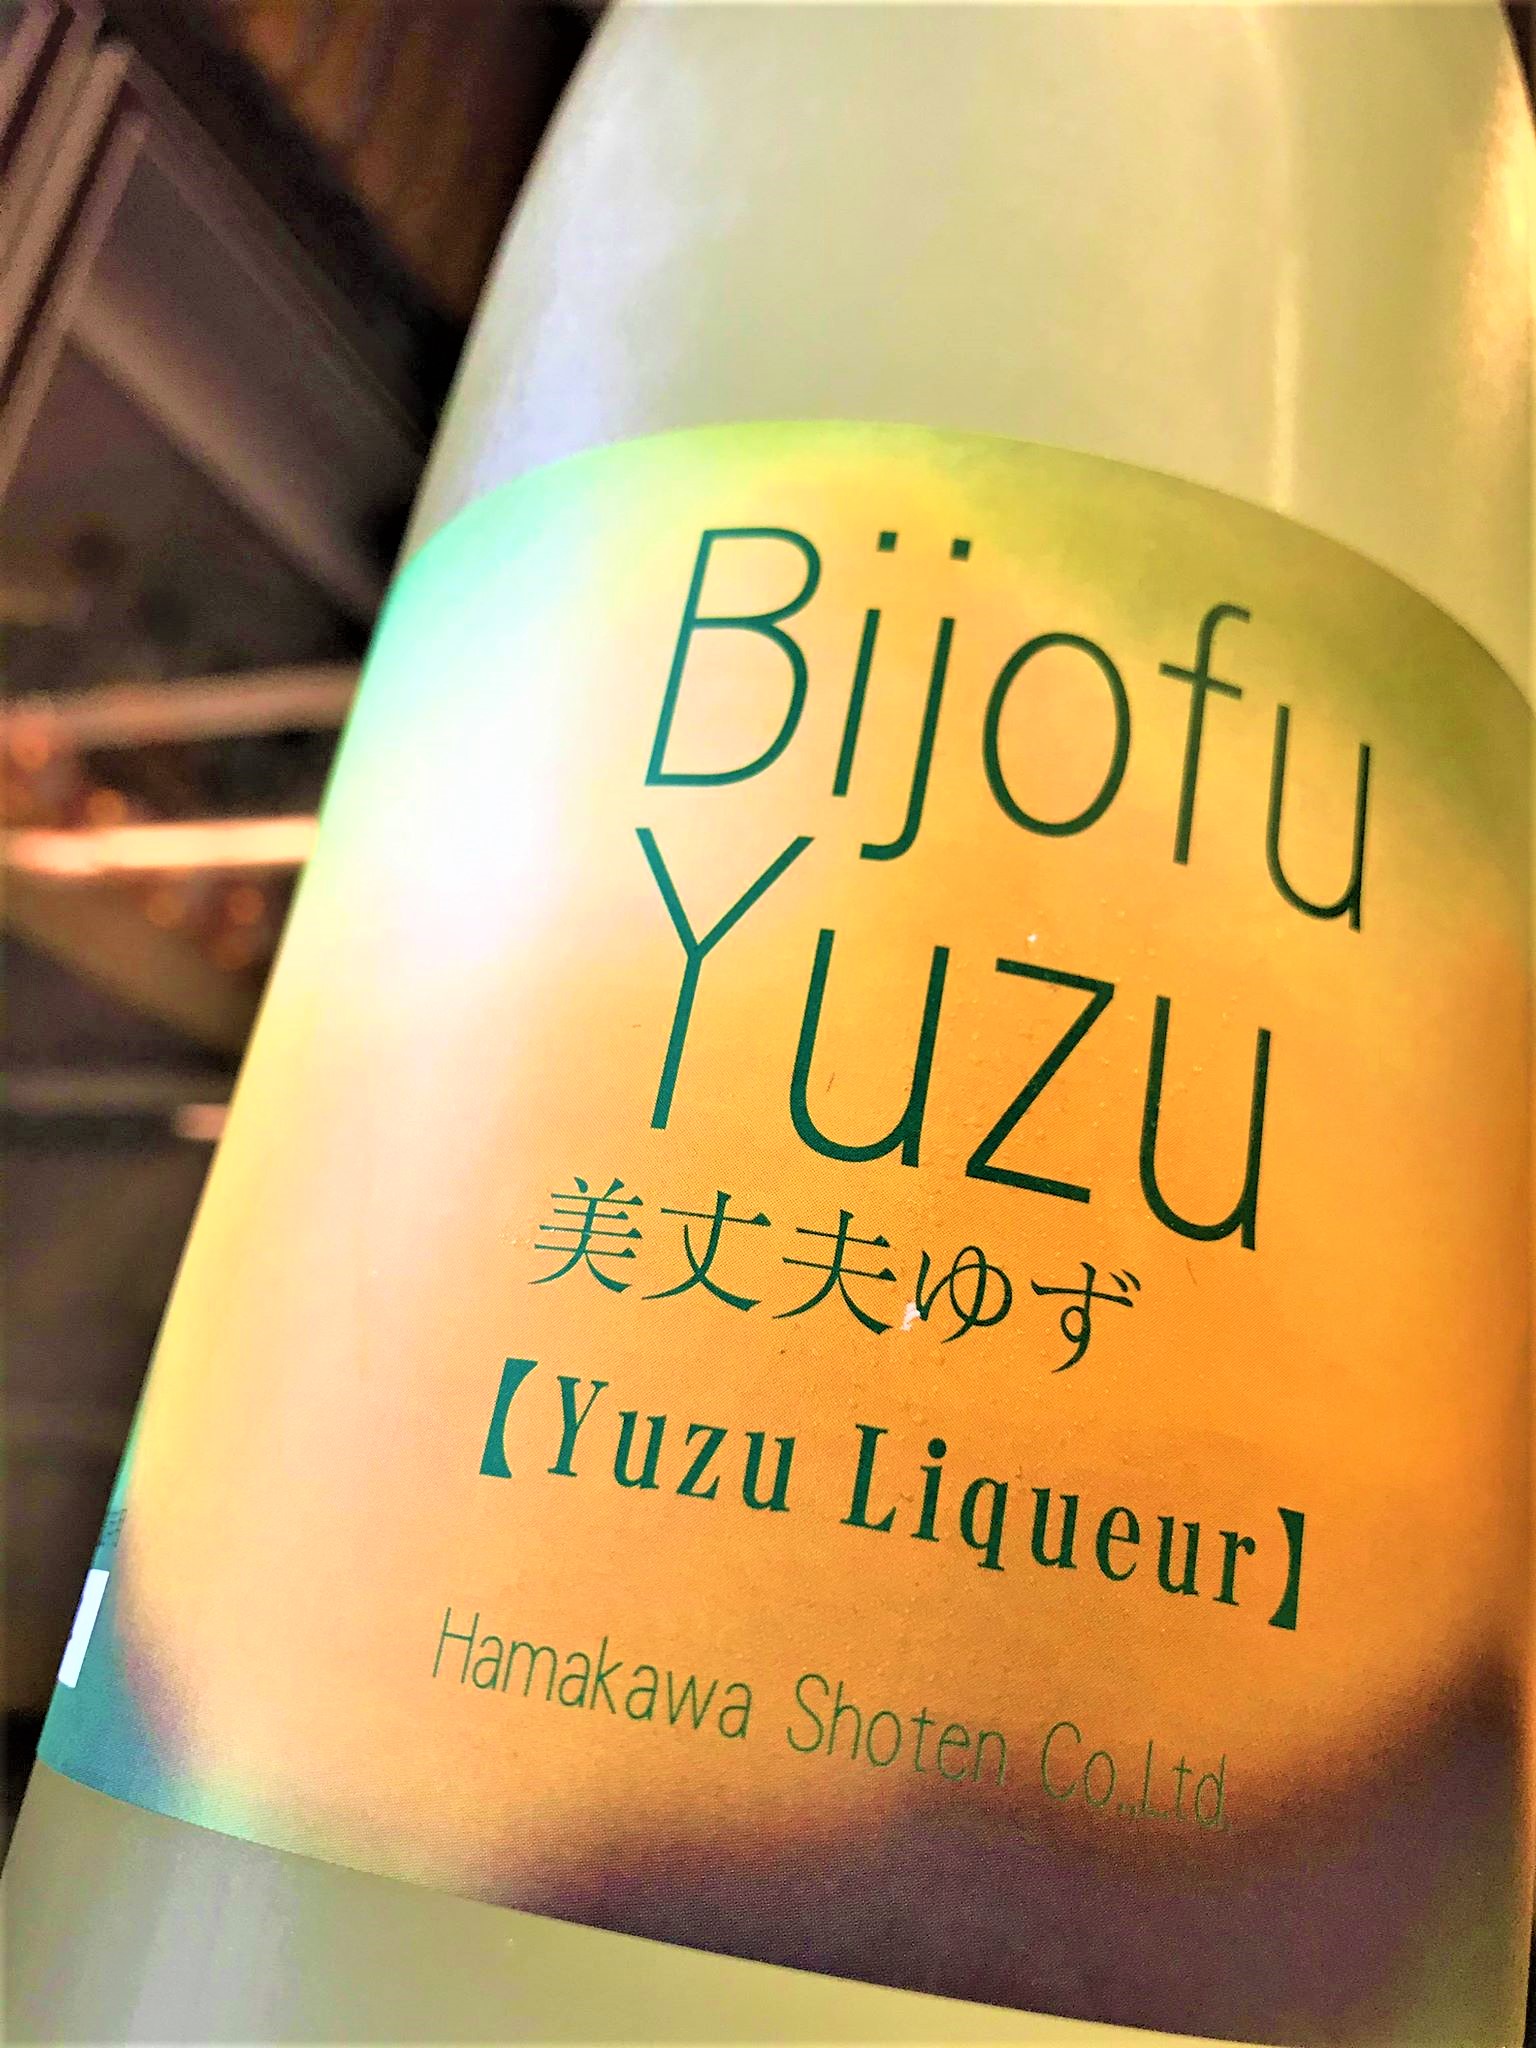 Bijofu
Yuzu
美丈夫ゆず
【Yuzu Liqueur】
Hamakawa Shoten Co.,Ltd.